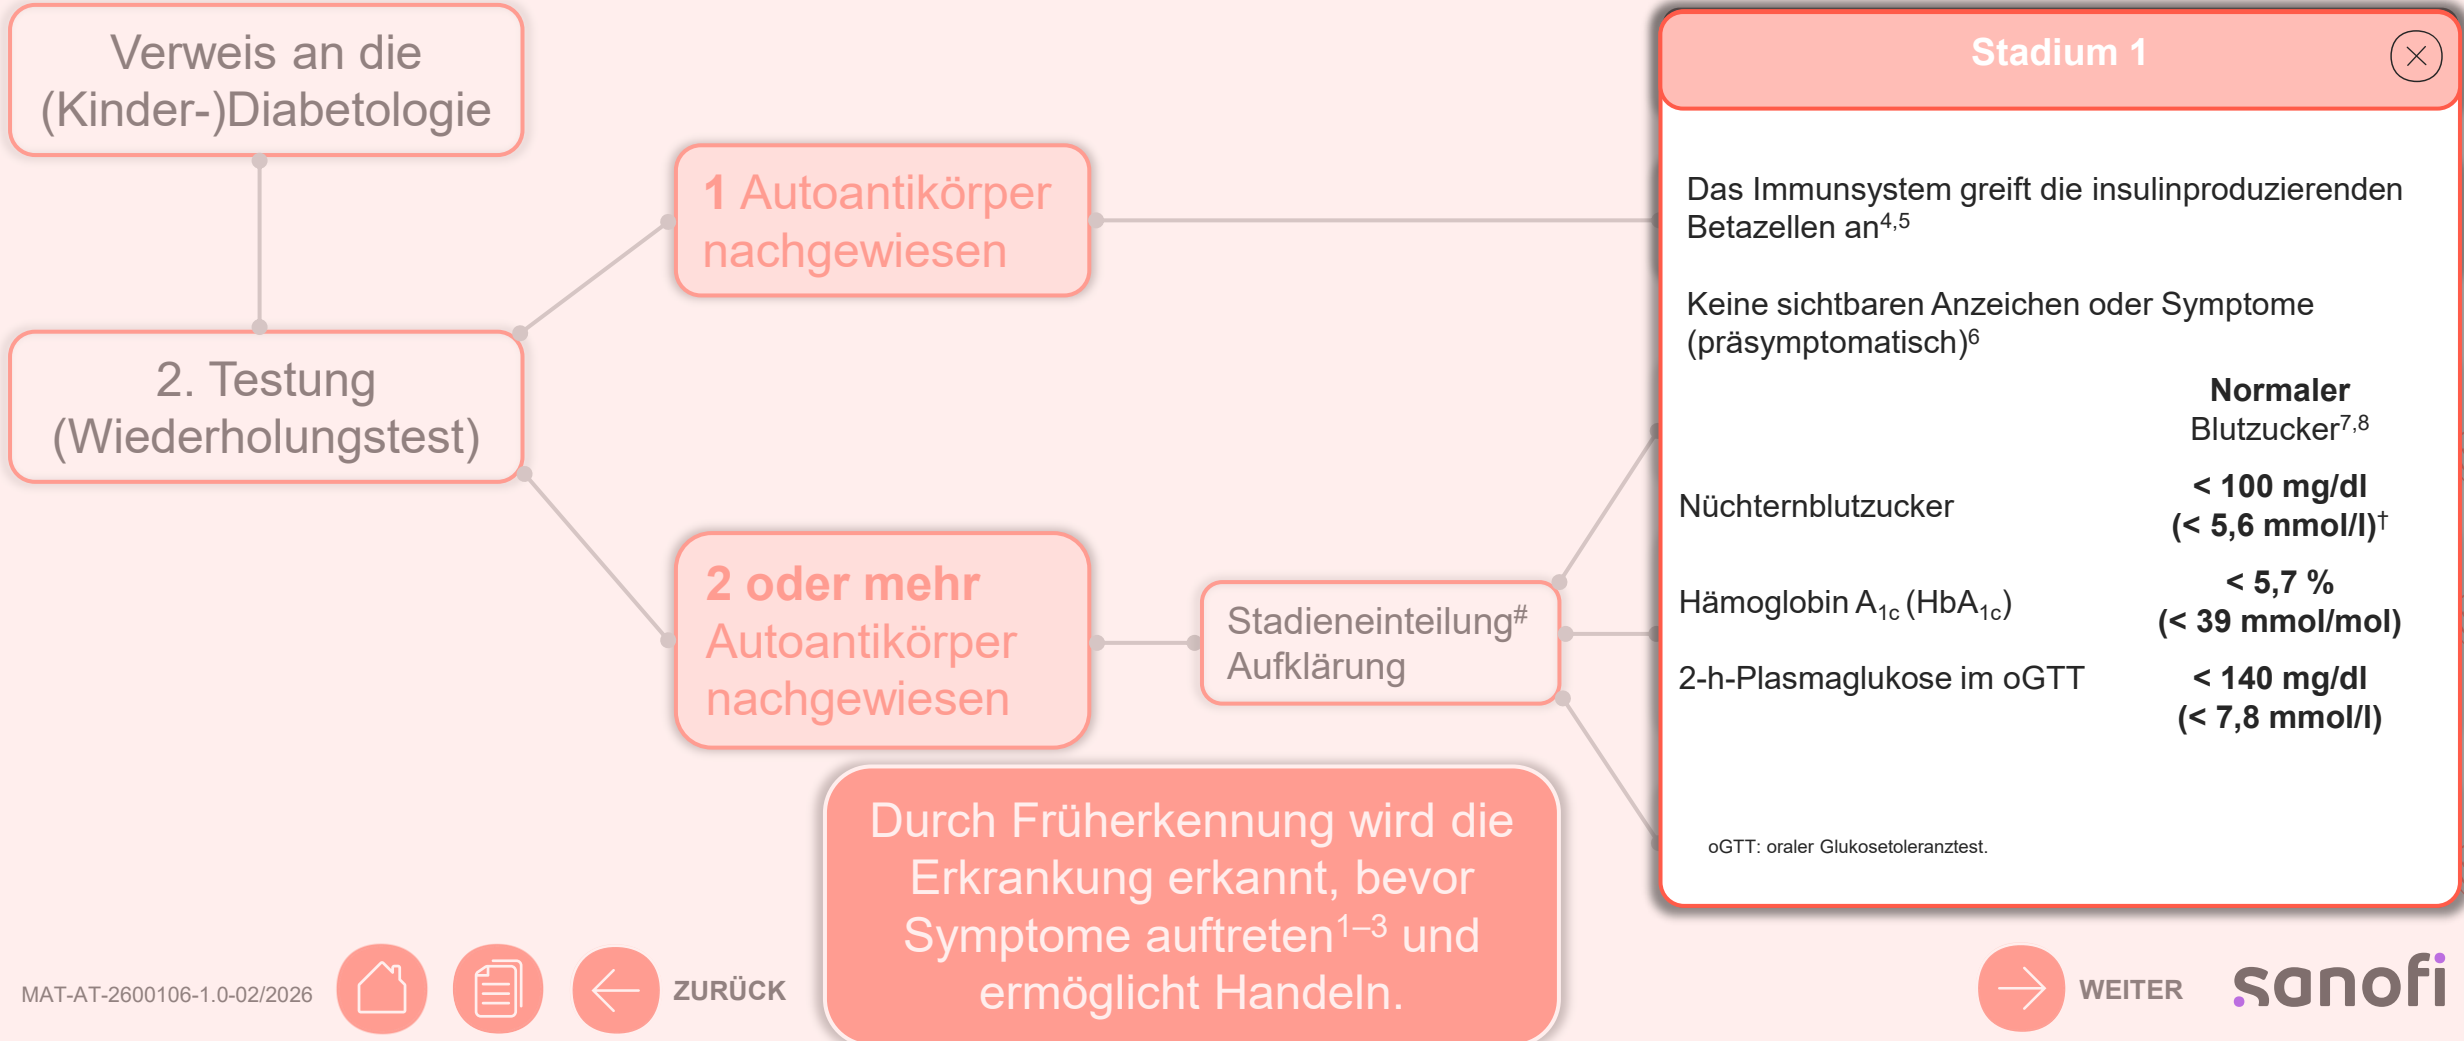 Verweis an die
(Kinder-)Diabetologie
2. Testung
(Wiederholungstest)
1 Autoantikörper
nachgewiesen
2 oder mehr
Autoantikörper
nachgewiesen
Stadieneinteilung#
Aufklärung
Durch Früherkennung wird die
Erkrankung erkannt, bevor
Symptome auftreten1–3 und
ermöglicht Handeln.
Stadium 1
Das Immunsystem greift die insulinproduzierenden
Betazellen an4,5
Keine sichtbaren Anzeichen oder Symptome
(präsymptomatisch)6
Normaler
Blutzucker7,8
Nüchternblutzucker
< 100 mg/dl
(< 5,6 mmol/l)†
Hämoglobin A1c (HbA1c)
< 5,7 %
(< 39 mmol/mol)
2-h-Plasmaglukose im oGTT
< 140 mg/dl
(< 7,8 mmol/l)
oGTT: oraler Glukosetoleranztest.
MAT-AT-2600106-1.0-02/2026
ZURÜCK
WEITER
sanofi